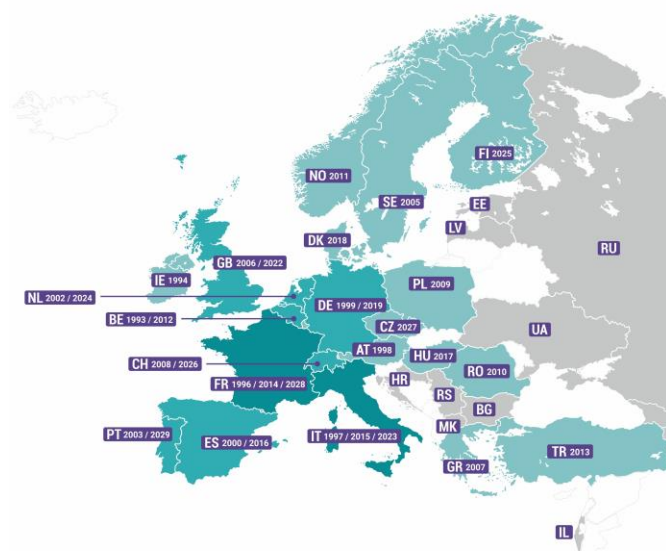 FI 2025
NO 2011
SE 2005
EE
LV
DK 2018
RU
GB 2006 / 2022
IE 1994
PL 2009
NL 2002 / 2024
DE 1999 / 2019
BE 1993 / 2012
CZ 2027
UA
AT 1998
HU 2017
CH 2008 / 2026
RO 2010
HR
FR 1996 / 2014 / 2028
RS
BG
MK
PT 2003 / 2029
ES 2000 / 2016
IT 1997 / 2015 / 2023
TR 2013
GR 2007
IL